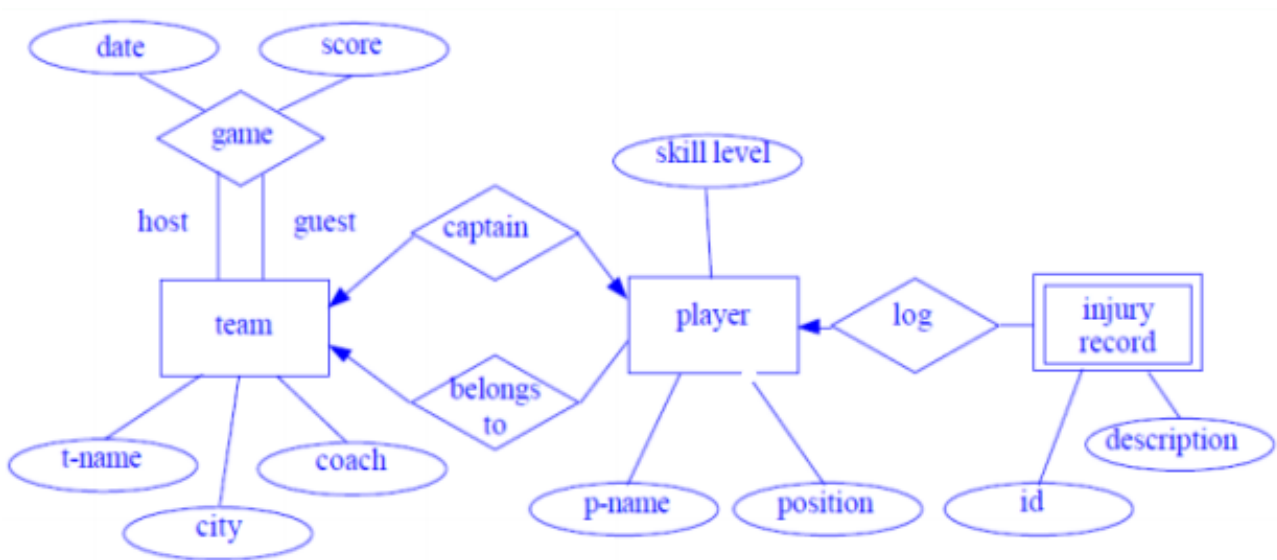 date
score
game
host
guest
skill level
captain
team
player
log
injury
record
belongs
to
t-name
coach
city
p-name
position
id
description